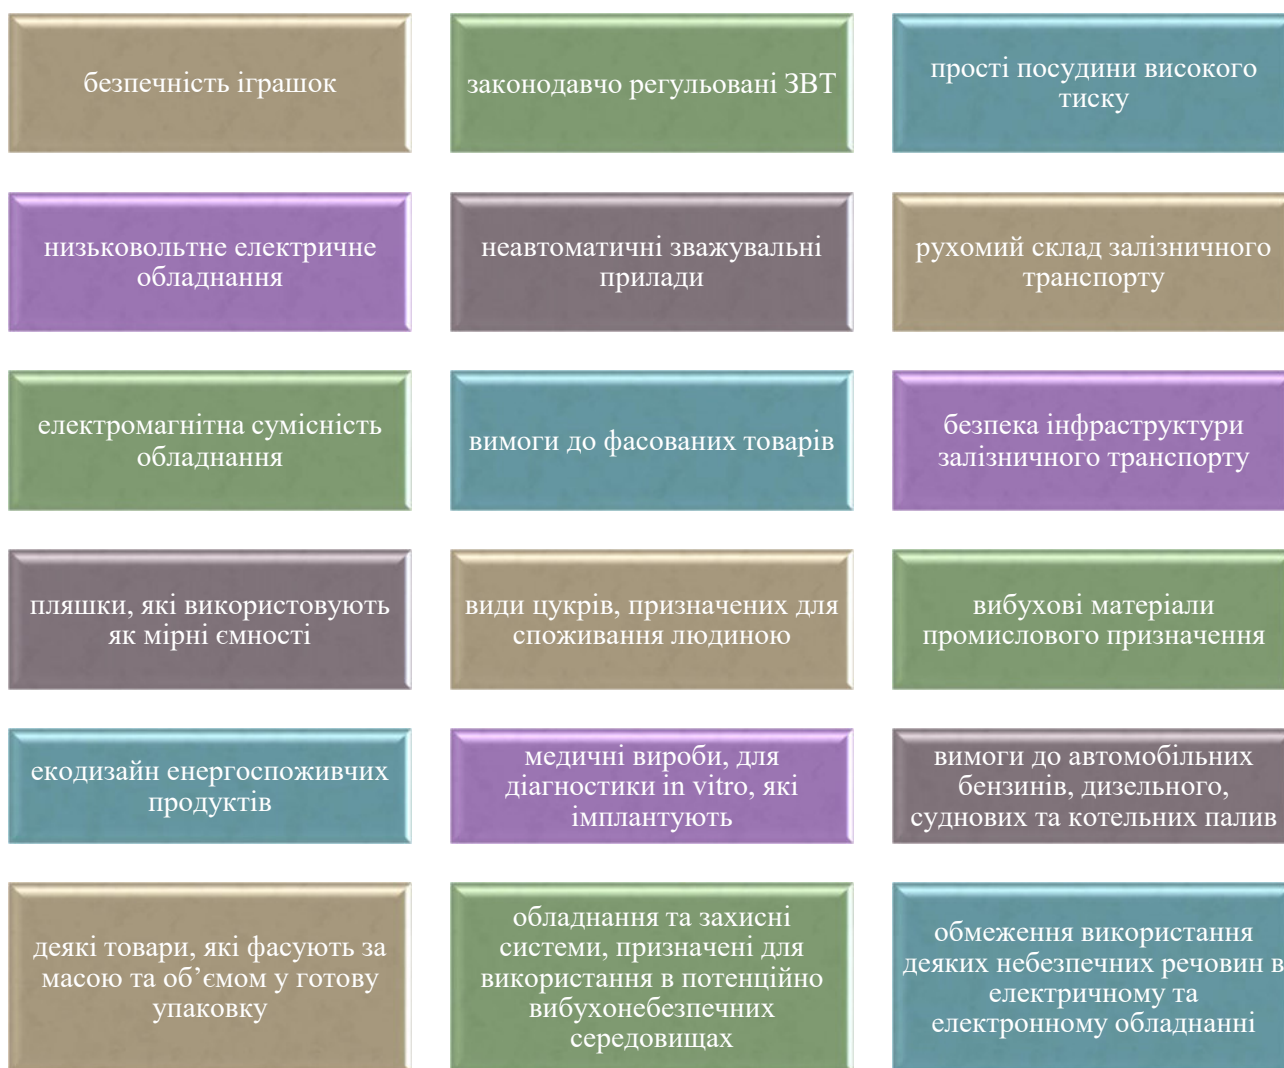 безпечність іграшок
законодавчо регульовані ЗВТ
прості посудини високого
тиску
низьковольтне електричне
обладнання
неавтоматичні зважувальні
прилади
рухомий склад залізничного
транспорту
електромагнітна сумісність
обладнання
вимоги до фасованих товарів
безпека інфраструктури
залізничного транспорту
пляшки, які використовують
як мірні ємності
види цукрів, призначених для
споживання людиною
вибухові матеріали
промислового призначення
екодизайн енергоспоживчих
продуктів
медичні вироби, для
діагностики in vitro, які
імплантують
вимоги до автомобільних
бензинів, дизельного,
суднових та котельних палив
деякі товари, які фасують за
масою та об’ємом у готову
упаковку
обладнання та захисні
системи, призначені для
використання в потенційно
вибухонебезпечних
середовищах
обмеження використання
деяких небезпечних речовин в
електричному та
електронному обладнанні